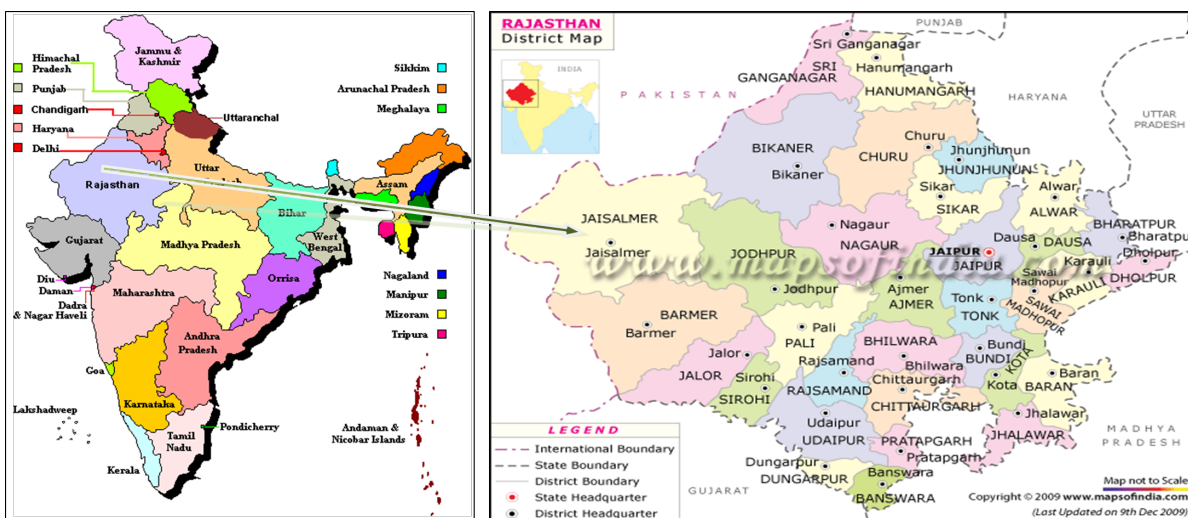 Jammu &
Kashmir
Himachal
Pradesh
Punjab
Chandigarh
Haryana
Delhi
Uttaranchal
Sikkim
Arunachal Pradesh
Meghalaya
Rajasthan
Uttar
Assam
Bihar
Gujarat
Madhya Pradesh
West
Bengal
Diu
Daman
Dadra
& Nagar Haveli
Maharashtra
Orrisa
Nagaland
Manipur
Mizoram
Tripura
Andhra
Pradesh
Goa
Karnataka
Lakshadweep
Pondicherry
Tamil
Nadu
Kerala
Andaman &
Nicobar Islands
RAJASTHAN
District Map
INDIA
PUNJAB
PAKISTAN
HARYANA
UTTAR
PRADESH
Sri Ganganagar
SRI
GANGANAGAR
Hanumangarh
HANUMANGARH
BIKANER
Bikaner
Churu
CHURU
Jhunjhunun
JHUNJHUNUN
Sikar
SIKAR
Alwar
ALWAR
JAISALMER
Jaisalmer
JODHPUR
Jodhpur
Nagaur
NAGAUR
JAIPUR
JAIPUR
Dausa
DAUSA
BHARATPUR
Bharatpur
Dholpur
DHOLPUR
Karauli
KARAULI
Sawai
Madhopur
SAWAI
MADHOPUR
www.mapsofindia.com
Ajmer
AJMER
Tonk
TONK
BARMER
Barmer
Pali
PALI
Jalor
JALOR
Sirohi
SIROHI
Rajsamand
RAJSAMAND
BHILWARA
Bhilwara
Bundi
BUNDI
KOTA
Kota
Baran
BARAN
Chittaurgarh
CHITTAURGARH
Jhalawar
JHALAWAR
Udaipur
UDAIPUR
PRATAPGARH
Pratapgarh
Dungarpur
DUNGARPUR
Banswara
BANSWARA
MADHYA
PRADESH
GUJARAT
LEGEND
International Boundary
State Boundary
District Boundary
State Headquarter
District Headquarter
Map not to Scale
Copyright © 2009 www.mapsofindia.com
(Last Updated on 9th Dec 2009)